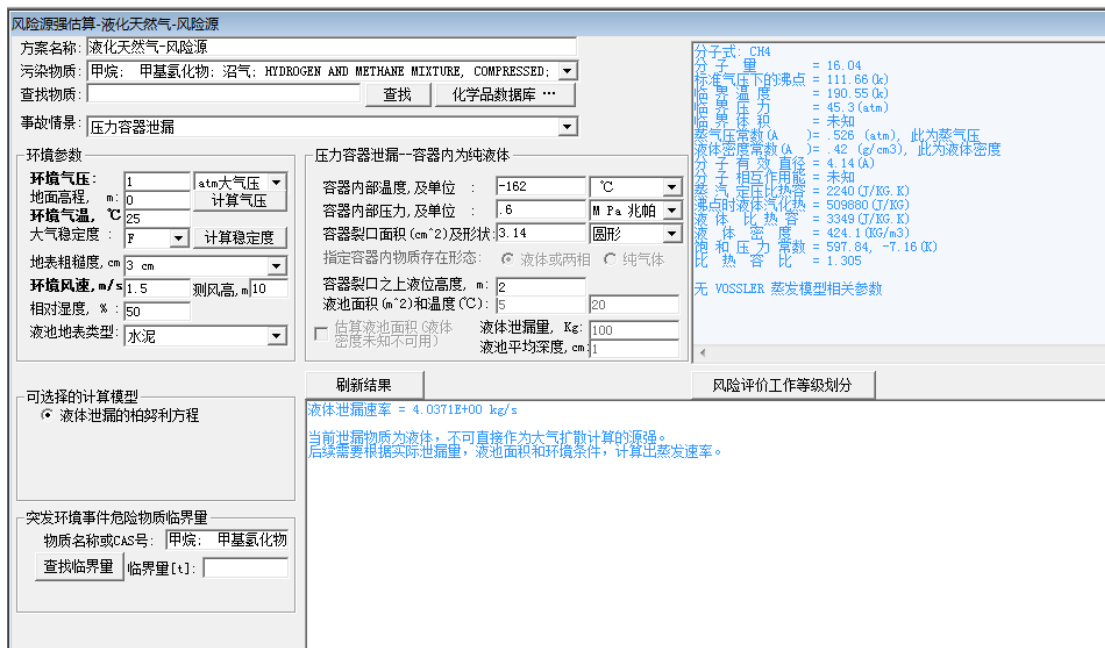 风险源强估算-液化天然气-风险源
方案名称: 液化天然气-风险源
污染物质: 甲烷; 甲基氢化物; 沼气; HYDROGEN AND METHANE MIXTURE, COMPRESSED;
查找物质: 查找 化学品数据库 …
事故情景: 压力容器泄漏
环境参数
环境气压: 1 atm大气压
地面高程, m: 0 计算气压
环境气温, ℃ 25
大气稳定度 : F 计算稳定度
地表粗糙度, cm 3 cm
环境风速, m/s 1.5 测风高, m 10
相对湿度, % : 50
液池地表类型: 水泥
压力容器泄漏--容器内为纯液体
容器内部温度, 及单位 : -162 ℃
容器内部压力, 及单位 : .6 M Pa 兆帕
容器裂口面积(cm^2)及形状: 3.14 圆形
指定容器内物质存在形态: 液体或两相 纯气体
容器裂口之上液位高度, m: 2
液池面积(m^2)和温度(℃): 5 20
估算液池面积(液体
密度未知不可用)
液体泄漏量, Kg: 100
液池平均深度, cm: 1
分子式: CH4
分 子 量 = 16.04
标准气压下的沸点 = 111.66(k)
临 界 温 度 = 190.55(k)
临 界 压 力 = 45.3(atm)
临 界 体 积 = 未知
蒸气压常数(A )= .526 (atm), 此为蒸气压
液体密度常数(A )= .42 (g/cm3), 此为液体密度
分 子 有 效 直 径 = 4.14(A)
分 子 相互作用能 = 未知
蒸 汽 定压比热容 = 2240(J/KG.K)
沸点时液体汽化热 = 509880(J/KG)
液 体 比 热 容 = 3349(J/KG.K)
液 体 密 度 = 424.1(KG/m3)
饱 和 压 力 常数 = 597.84, -7.16(K)
比 热 容 比 = 1.305
无 VOSSLER 蒸发模型相关参数
刷新结果
风险评价工作等级划分
可选择的计算模型
液体泄漏的柏努利方程
液体泄漏速率 = 4.0371E+00 kg/s
当前泄漏物质为液体，不可直接作为大气扩散计算的源强。
后续需要根据实际泄漏量，液池面积和环境条件，计算出蒸发速率。
突发环境事件危险物质临界量
物质名称或CAS号: 甲烷; 甲基氢化物
查找临界量 临界量[t]: